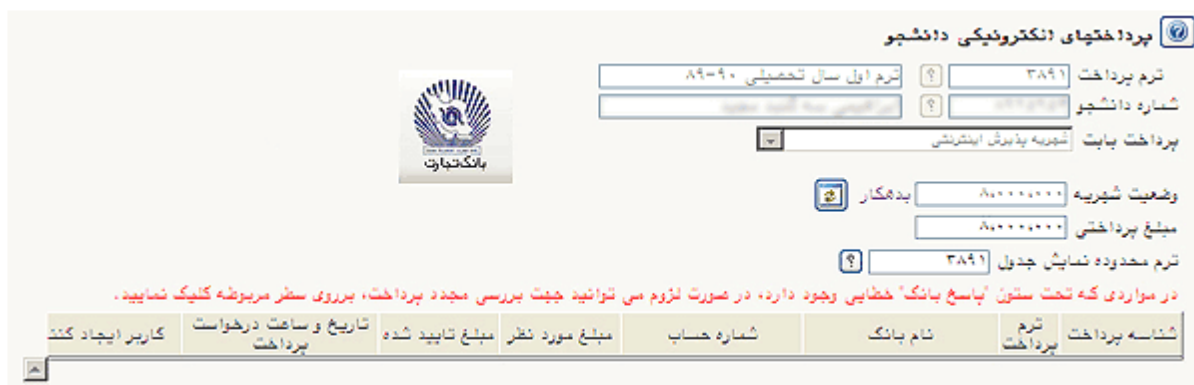 پرداختهای الکترونیکی دانشجو
ترم پرداخت ۳۸۹۱ ؟ ترم اول سال تحصیلی ۹۰-۸۹
شماره دانشجو ؟
پرداخت بابت شهریه پذیرش اینترنتی
بانک تجارت
وضعیت شهریه ۸,۰۰۰,۰۰۰ بدهکار
مبلغ پرداختی ۸,۰۰۰,۰۰۰
ترم محدوده نمایش جدول ۳۸۹۱ ؟
در مواردی که تحت ستون "پاسخ بانک" خطایی وجود دارد، در صورت لزوم می توانید جهت بررسی مجدد پرداخت، برروی سطر مربوطه کلیک نمایید.
شناسه پرداخت ترم پرداخت نام بانک شماره حساب مبلغ مورد نظر مبلغ تایید شده تاریخ و ساعت درخواست پرداخت کاربر ایجاد کنند